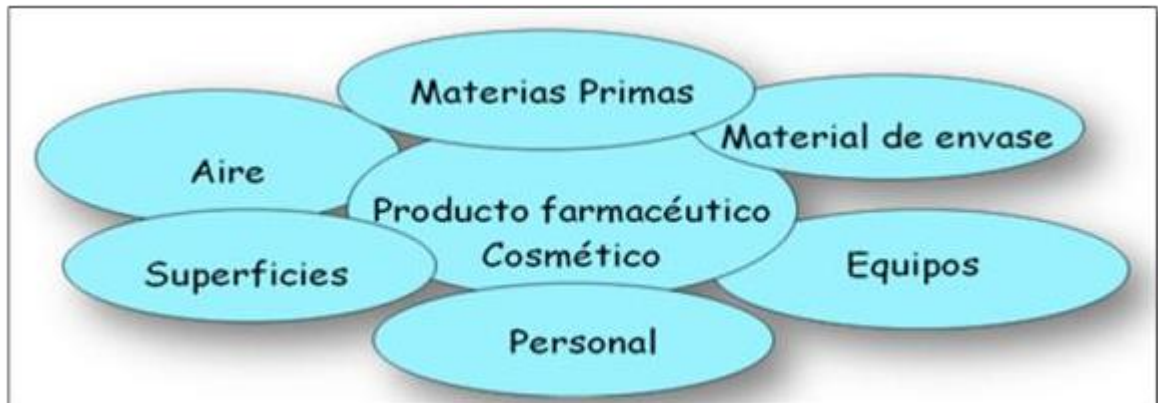 Materias Primas
Material de envase
Aire
Producto farmacéutico
Cosmético
Superficies
Equipos
Personal